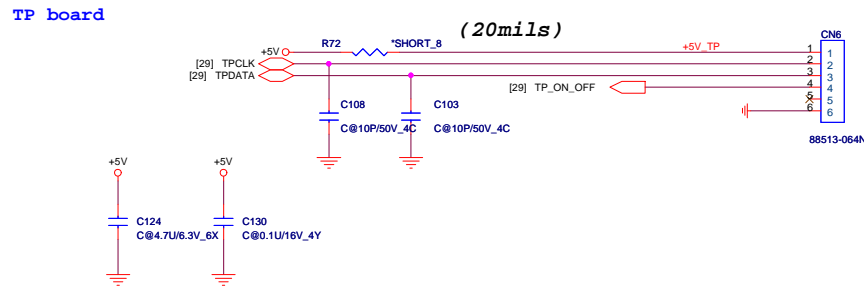 TP board
(20mils)
CN6
R72 *SHORT_8
+5V +5V_TP 1 1
[29] TPCLK 2 2
[29] TPDATA 3 3
[29] TP_ON_OFF 4 4
5 5
6 6
C108 C103
C@10P/50V_4C C@10P/50V_4C
88513-064N
+5V +5V
C124 C130
C@4.7U/6.3V_6X C@0.1U/16V_4Y